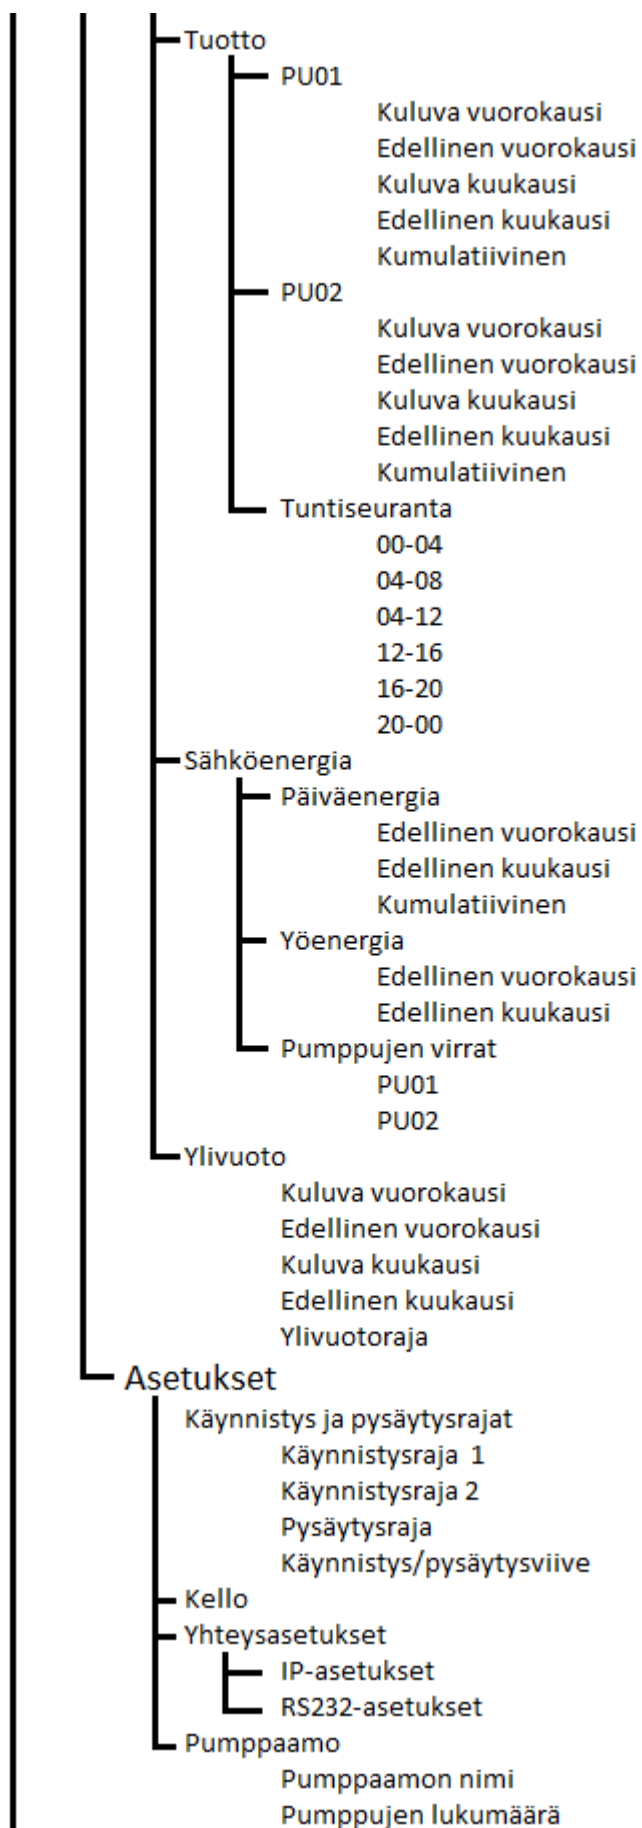 Tuotto
PU01
Kuluva vuorokausi
Edellinen vuorokausi
Kuluva kuukausi
Edellinen kuukausi
Kumulatiivinen
PU02
Kuluva vuorokausi
Edellinen vuorokausi
Kuluva kuukausi
Edellinen kuukausi
Kumulatiivinen
Tuntiseuranta
00-04
04-08
04-12
12-16
16-20
20-00
Sähköenergia
Päiväenergia
Edellinen vuorokausi
Edellinen kuukausi
Kumulatiivinen
Yöenergia
Edellinen vuorokausi
Edellinen kuukausi
Pumppujen virrat
PU01
PU02
Ylivuoto
Kuluva vuorokausi
Edellinen vuorokausi
Kuluva kuukausi
Edellinen kuukausi
Ylivuotoraja
Asetukset
Käynnistys ja pysäytysrajat
Käynnistysraja 1
Käynnistysraja 2
Pysäytysraja
Käynnistys/pysäytysviive
Kello
Yhteysasetukset
IP-asetukset
RS232-asetukset
Pumppaamo
Pumppaamon nimi
Pumppujen lukumäärä